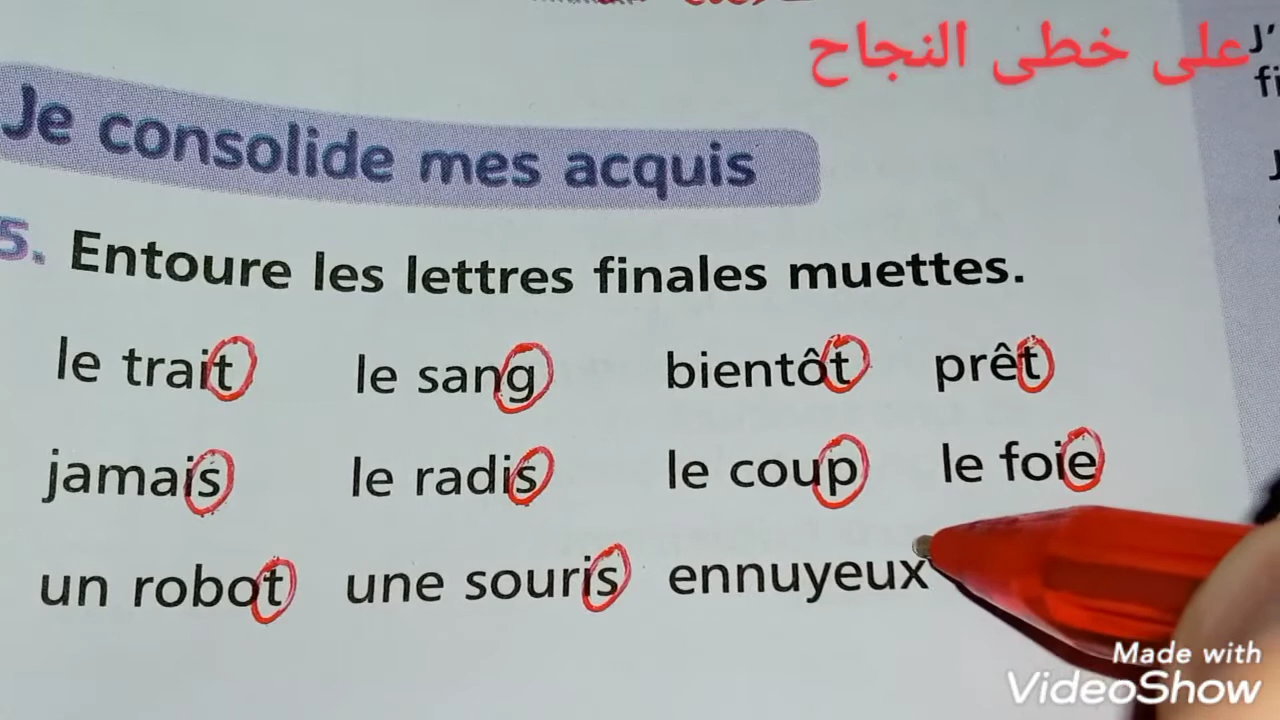 على خطى النجاح
J'
fi
Je consolide mes acquis
5. Entoure les lettres finales muettes.
le trait le sang bientôt prêt
jamais le radis le coup le foie
un robot une souris ennuyeux
Made with
VideoShow